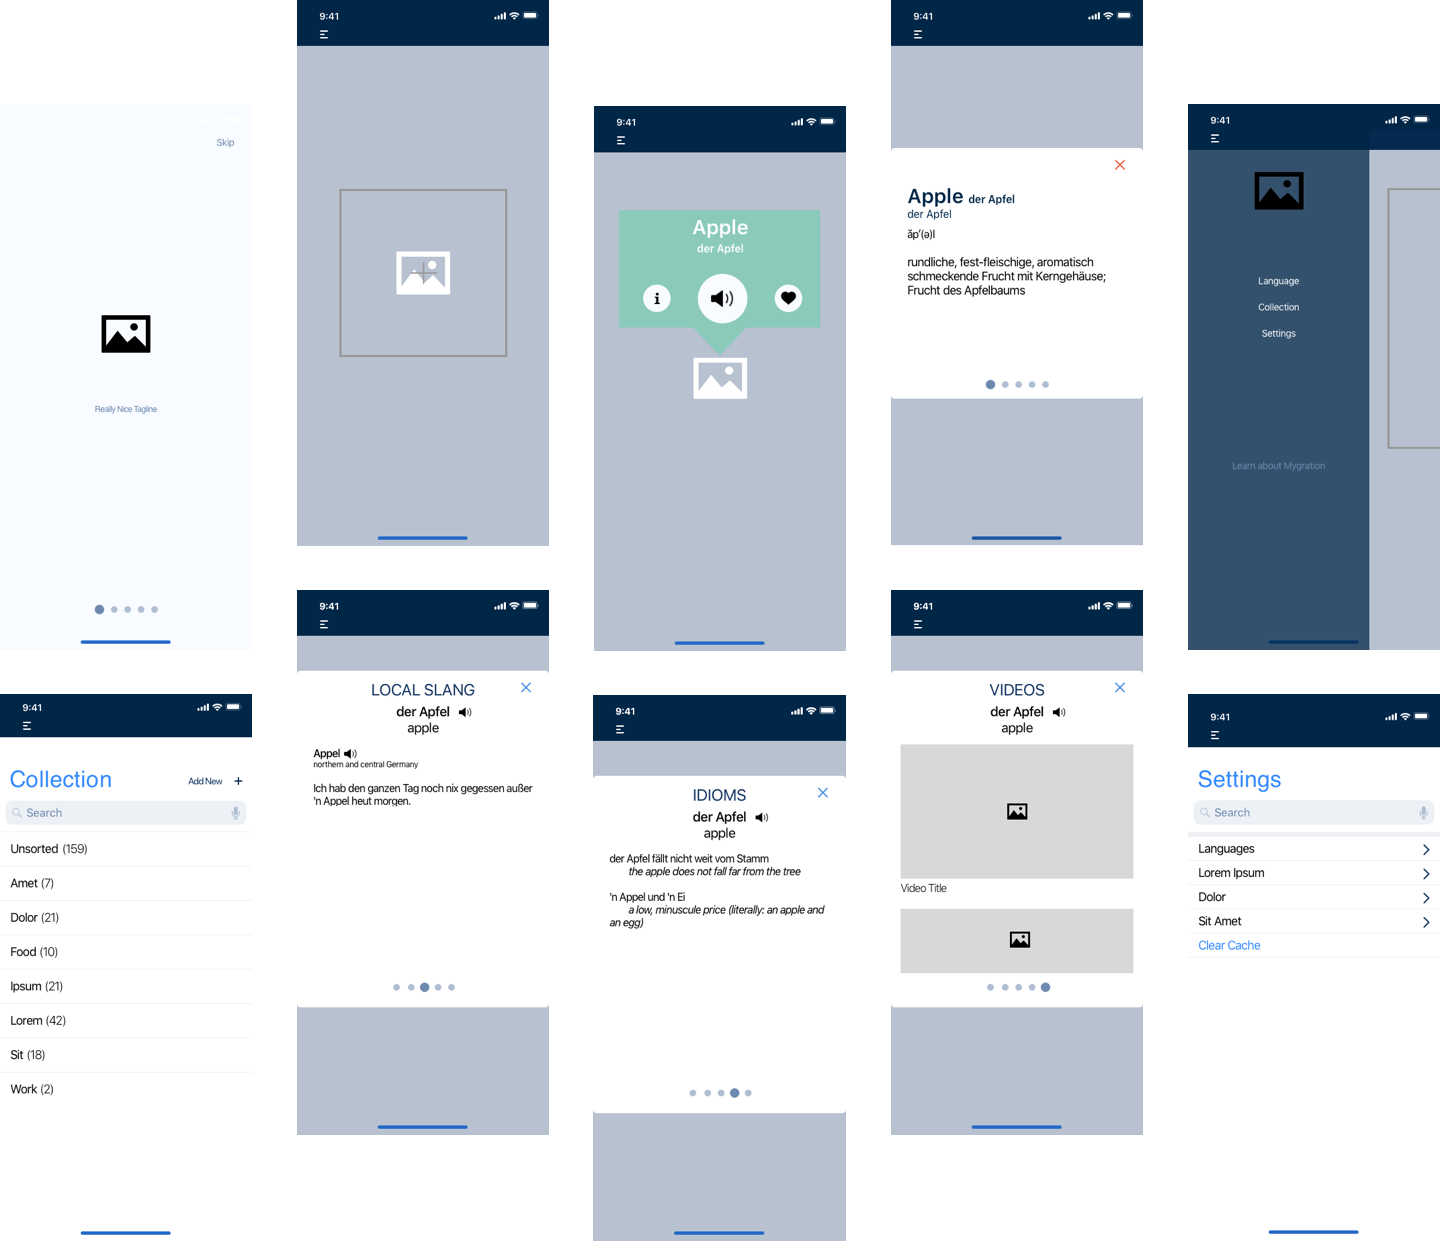 Skip
Really Nice Tagline
9:41
9:41
Apple
der Apfel
i
9:41
Apple der Apfel
der Apfel
ăp′(ə)l
rundliche, fest-fleischige, aromatisch
schmeckende Frucht mit Kerngehäuse;
Frucht des Apfelbaums
9:41
Language
Collection
Settings
Learn about Mygration
9:41
Collection
Add New +
Search
Unsorted (159)
Amet (7)
Dolor (21)
Food (10)
Ipsum (21)
Lorem (42)
Sit (18)
Work (2)
9:41
LOCAL SLANG
der Apfel
apple
Appel
northern and central Germany
Ich hab den ganzen Tag noch nix gegessen außer
'n Appel heut morgen.
9:41
IDIOMS
der Apfel
apple
der Apfel fällt nicht weit vom Stamm
the apple does not fall far from the tree
'n Appel und 'n Ei
a low, minuscule price (literally: an apple and
an egg)
9:41
VIDEOS
der Apfel
apple
Video Title
9:41
Settings
Search
Languages
Lorem Ipsum
Dolor
Sit Amet
Clear Cache